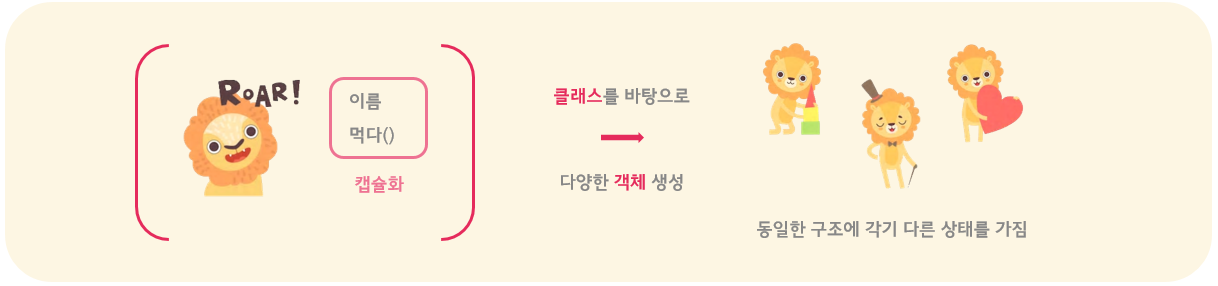 ROAR!
이름
먹다()
캡슐화
클래스를 바탕으로
다양한 객체 생성
동일한 구조에 각기 다른 상태를 가짐